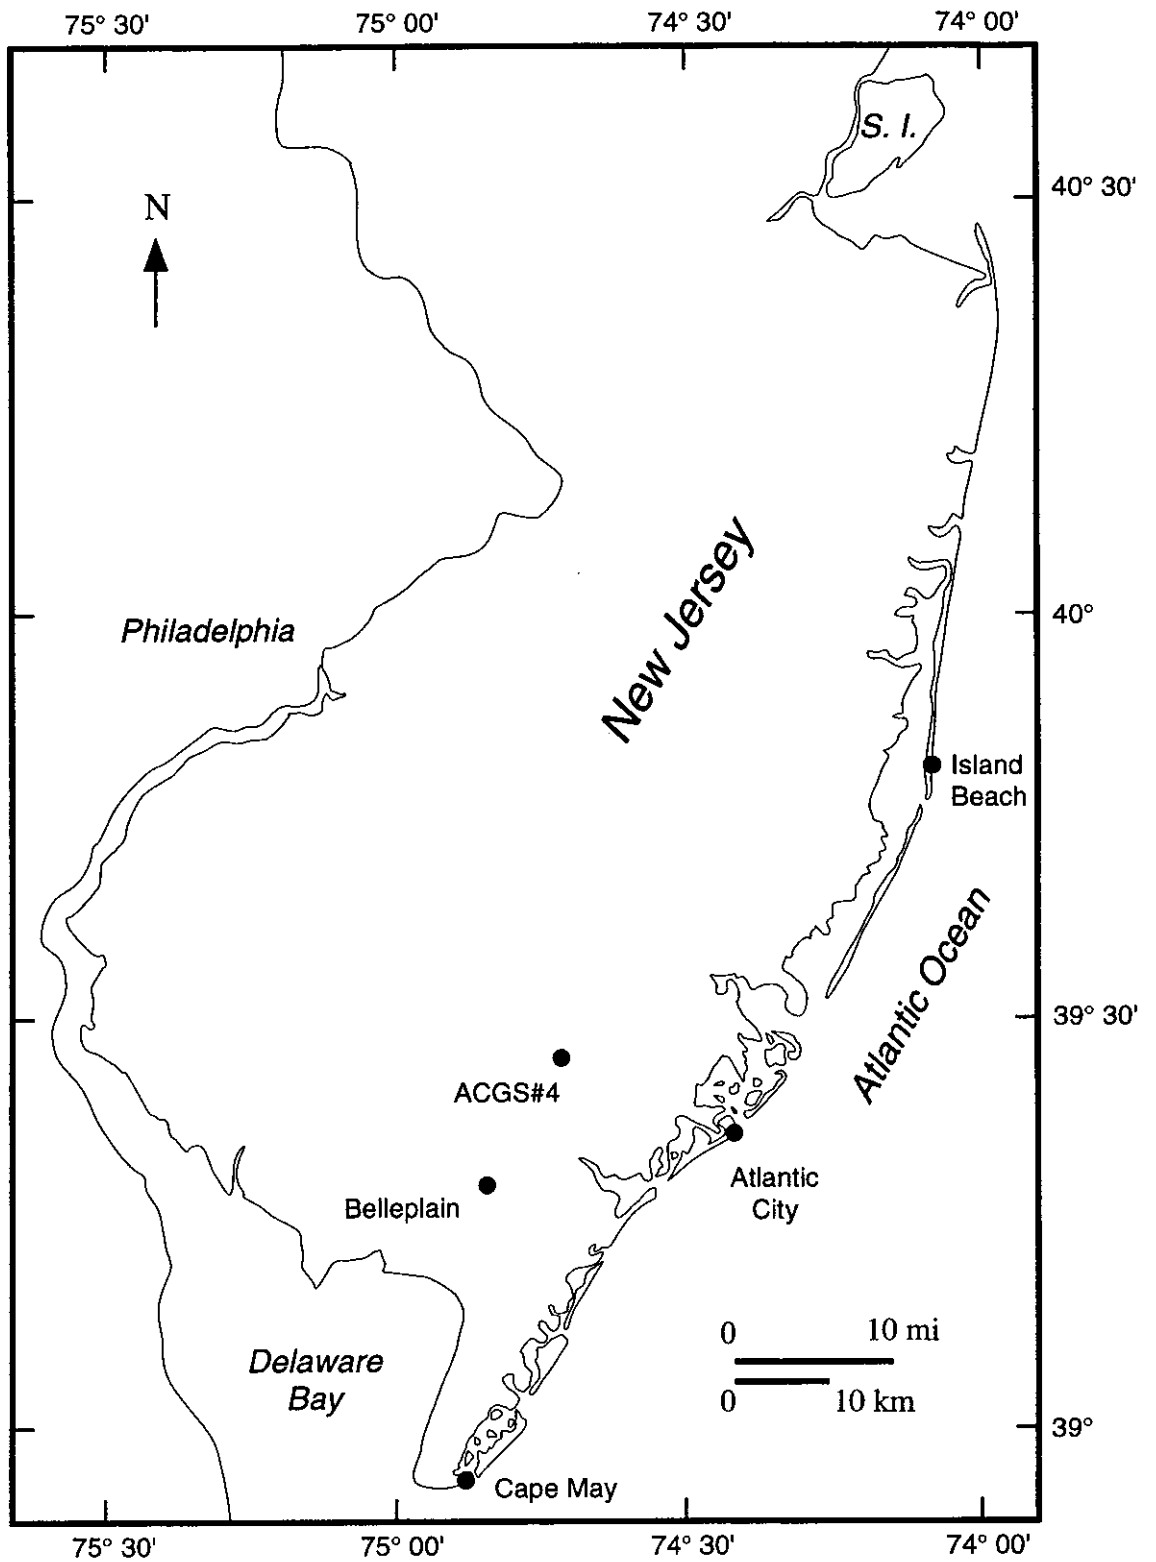 75° 30'
75° 00'
74° 30'
74° 00'
S. I.
40° 30'
N
New Jersey
Philadelphia
40°
Island
Beach
Atlantic Ocean
39° 30'
ACGS#4
Atlantic
City
Belleplain
0
10 mi
Delaware
Bay
0
10 km
39°
Cape May
75° 30'
75° 00'
74° 30'
74° 00'